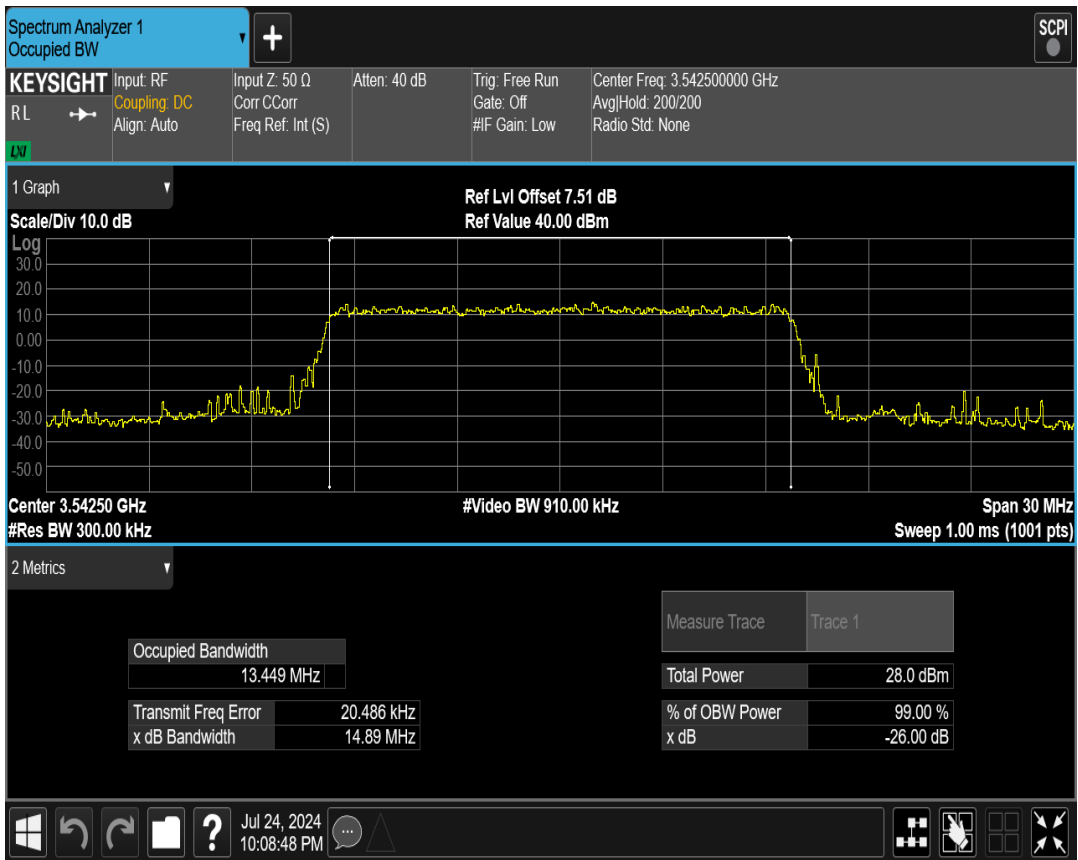 Spectrum Analyzer 1
Occupied BW
+
SCPI
KEYSIGHT
RL
LXI
Input: RF
Coupling: DC
Align: Auto
Input Z: 50 Ω
Corr CCorr
Freq Ref: Int (S)
Atten: 40 dB
Trig: Free Run
Gate: Off
#IF Gain: Low
Center Freq: 3.542500000 GHz
Avg|Hold: 200/200
Radio Std: None
1 Graph
Ref Lvl Offset 7.51 dB
Scale/Div 10.0 dB
Ref Value 40.00 dBm
Log
30.0
20.0
10.0
0.00
-10.0
-20.0
-30.0
-40.0
-50.0
Center 3.54250 GHz
#Video BW 910.00 kHz
Span 30 MHz
#Res BW 300.00 kHz
Sweep 1.00 ms (1001 pts)
2 Metrics
Measure Trace Trace 1
Occupied Bandwidth
13.449 MHz
Total Power 28.0 dBm
Transmit Freq Error 20.486 kHz
% of OBW Power 99.00 %
x dB Bandwidth 14.89 MHz
x dB -26.00 dB
?
Jul 24, 2024
10:08:48 PM